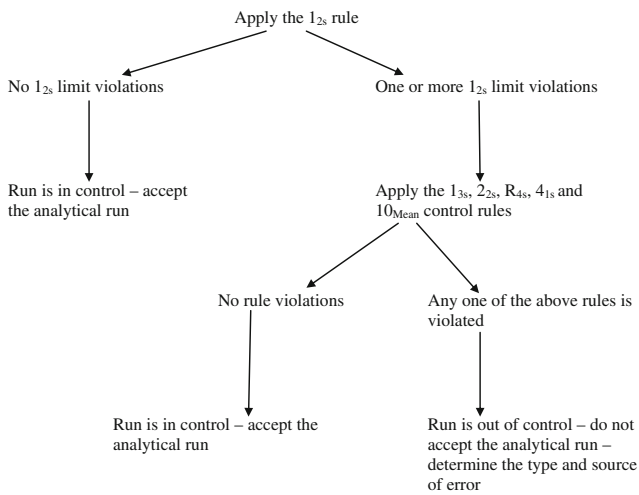 Apply the 1₂ₛ rule
No 1₂ₛ limit violations
One or more 1₂ₛ limit violations
Run is in control – accept
the analytical run
Apply the 1₃ₛ, 2₂ₛ, R₄ₛ, 4₁ₛ and
10Mean control rules
No rule violations
Any one of the above rules is
violated
Run is in control – accept the
analytical run
Run is out of control – do not
accept the analytical run –
determine the type and source
of error